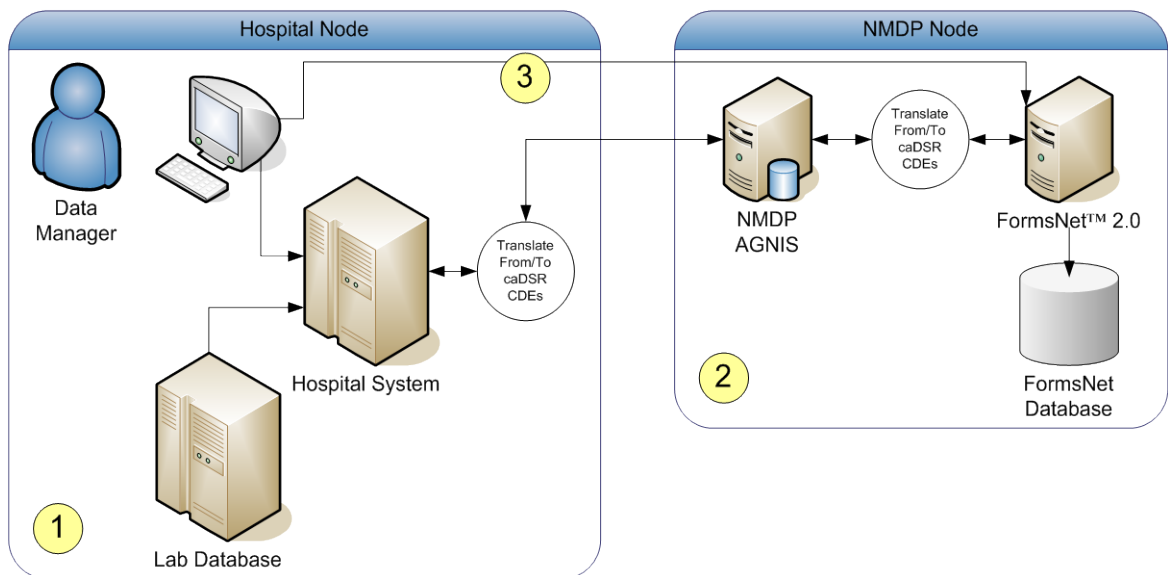 Hospital Node
NMDP Node
3
Data
Manager
Translate
From/To
caDSR
CDEs
Hospital System
Lab Database
1
NMDP
AGNIS
Translate
From/To
caDSR
CDEs
FormsNet™ 2.0
FormsNet
Database
2